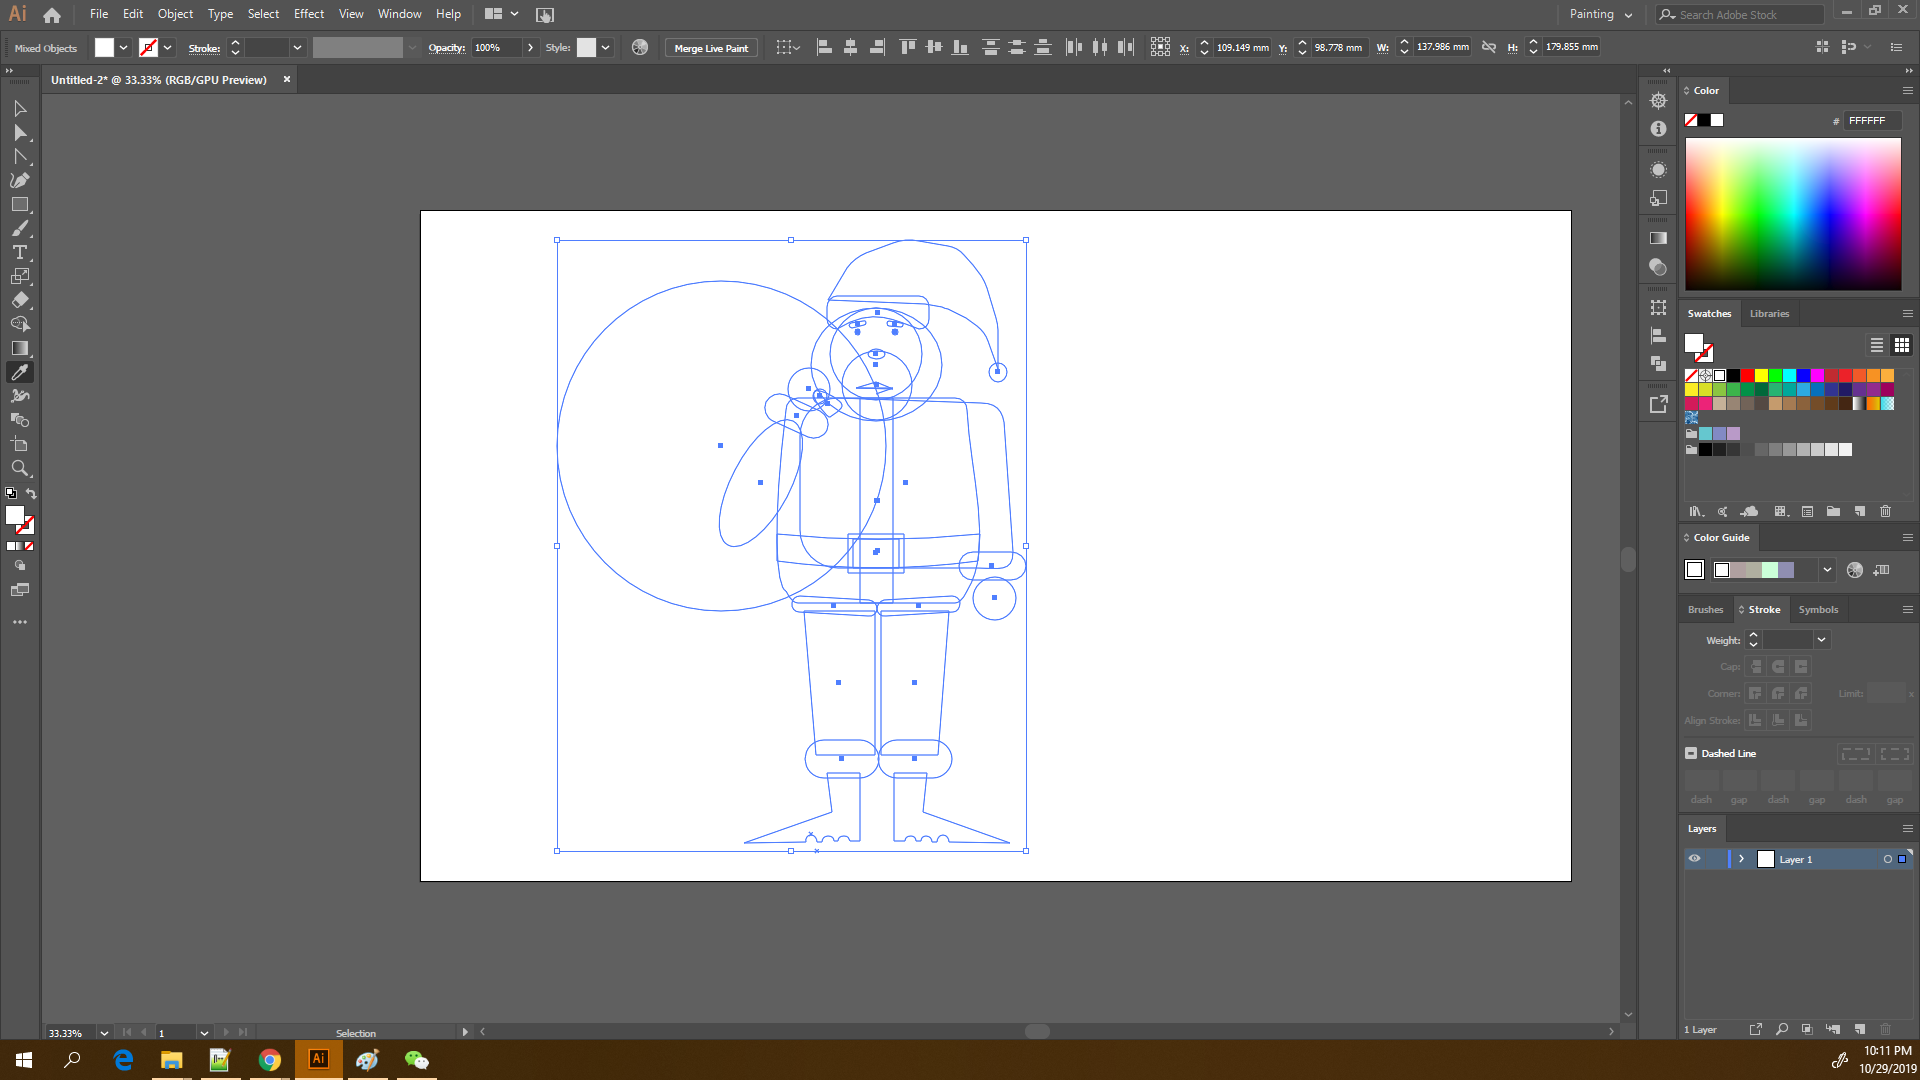 Ai File Edit Object Type Select Effect View Window Help Painting Search Adobe Stock
Mixed Objects Stroke: Opacity: 100% Style: Merge Live Paint X: 109.149 mm Y: 98.778 mm W: 137.986 mm H: 179.855 mm
Untitled-2* @ 33.33% (RGB/GPU Preview) ×
Color
# FFFFFF
Swatches Libraries
Color Guide
Brushes Stroke Symbols
Weight:
Cap:
Corner: Limit: x
Align Stroke:
Dashed Line
dash gap dash gap dash gap
Layers
Layer 1
1 Layer
33.33% 1 Selection
Ai
10:11 PM
10/29/2019